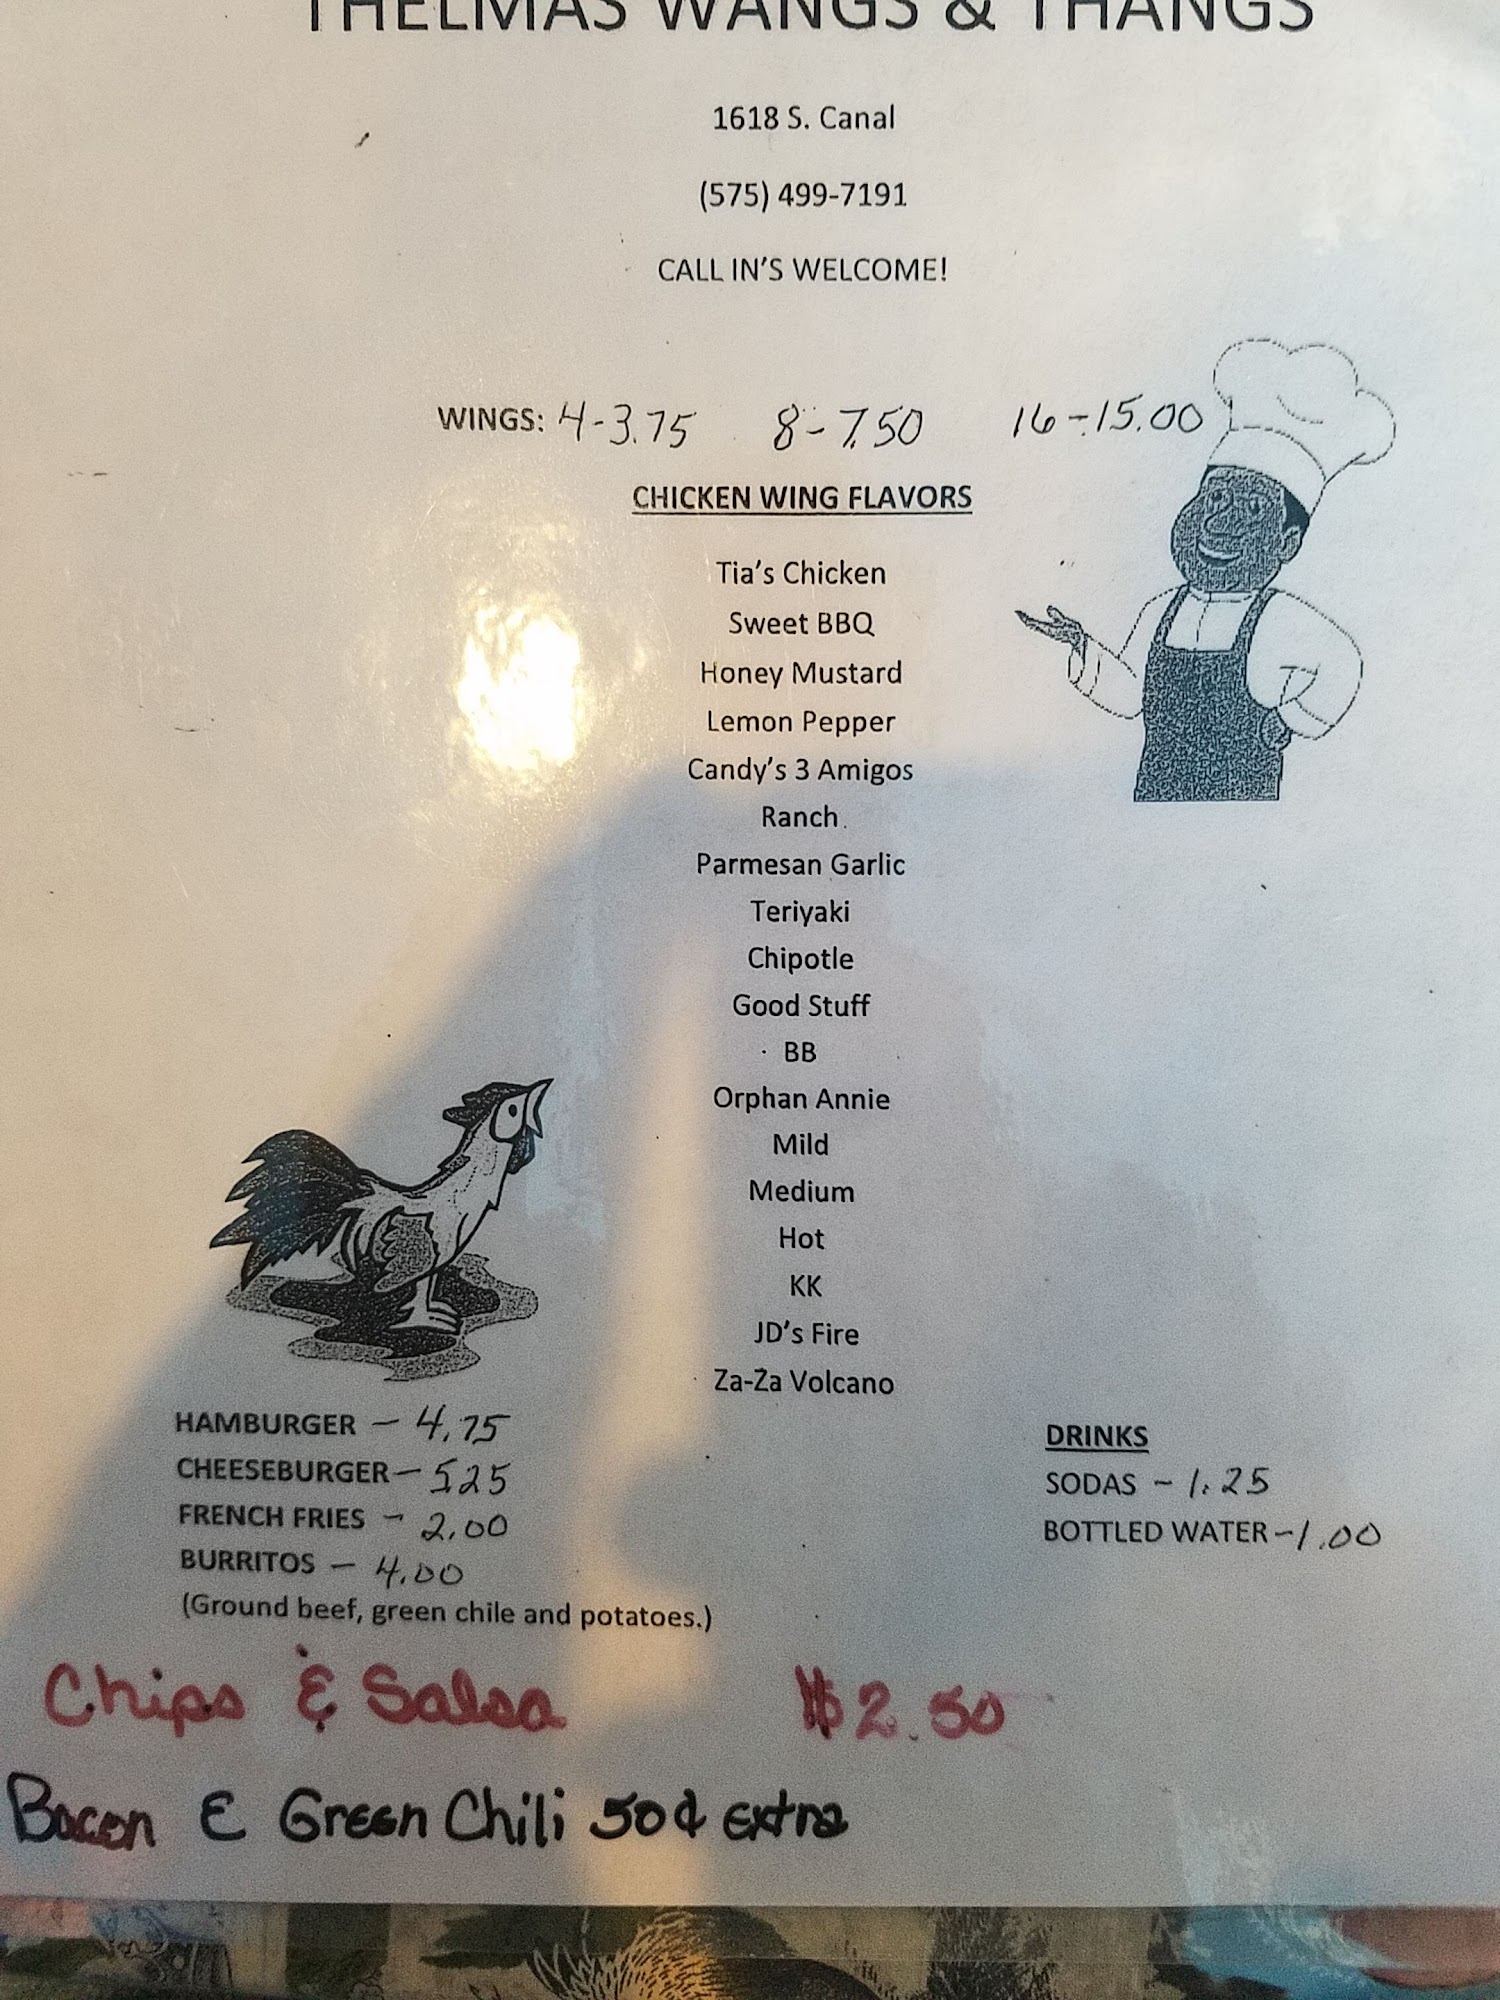 THELMAS WANGS & THANGS
1618 S. Canal
(575) 499-7191
CALL IN'S WELCOME!
WINGS: 4-3.75 8-7.50 16-15.00
CHICKEN WING FLAVORS
Tia's Chicken
Sweet BBQ
Honey Mustard
Lemon Pepper
Candy's 3 Amigos
Ranch
Parmesan Garlic
Teriyaki
Chipotle
Good Stuff
BB
Orphan Annie
Mild
Medium
Hot
KK
JD's Fire
Za-Za Volcano
HAMBURGER - 4.75
CHEESEBURGER - 5.25
FRENCH FRIES - 2.00
BURRITOS - 4.00
(Ground beef, green chile and potatoes.)
DRINKS
SODAS - 1.25
BOTTLED WATER - 1.00
Chips & Salsa $2.50
Bacon & Green Chili 50¢ extra